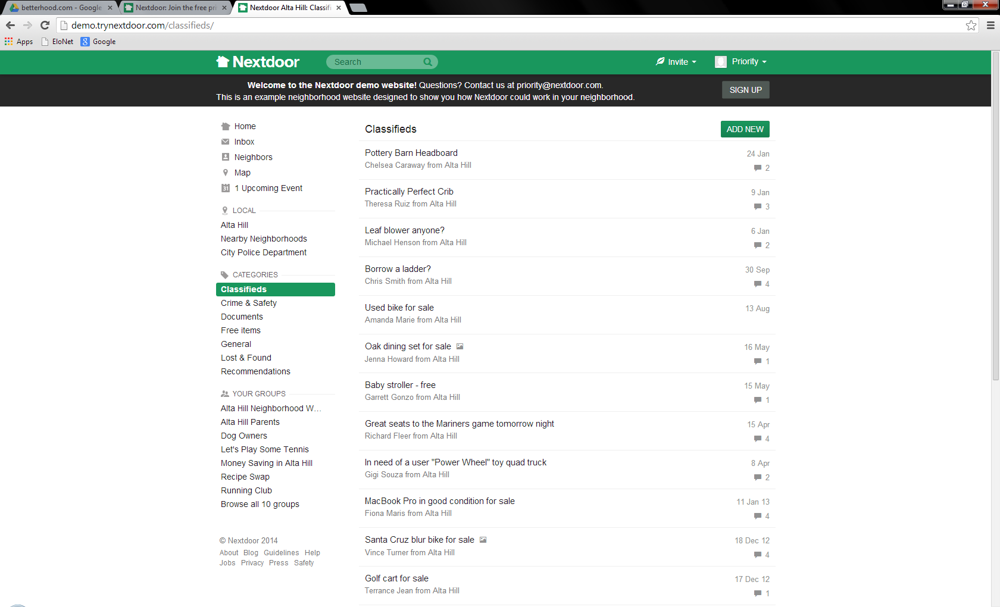 betterhood.com - Google
Nextdoor: Join the free pri
Nextdoor Alta Hill: Classifi
demo.trynextdoor.com/classifieds/
Apps EloNet Google
Nextdoor Search Invite Priority
Welcome to the Nextdoor demo website! Questions? Contact us at priority@nextdoor.com.
This is an example neighborhood website designed to show you how Nextdoor could work in your neighborhood.
SIGN UP
Home
Inbox
Neighbors
Map
31 1 Upcoming Event
LOCAL
Alta Hill
Nearby Neighborhoods
City Police Department
CATEGORIES
Classifieds
Crime & Safety
Documents
Free items
General
Lost & Found
Recommendations
YOUR GROUPS
Alta Hill Neighborhood W...
Alta Hill Parents
Dog Owners
Let's Play Some Tennis
Money Saving in Alta Hill
Recipe Swap
Running Club
Browse all 10 groups
© Nextdoor 2014
About Blog Guidelines Help
Jobs Privacy Press Safety
Classifieds ADD NEW
Pottery Barn Headboard 24 Jan
Chelsea Caraway from Alta Hill 2
Practically Perfect Crib 9 Jan
Theresa Ruiz from Alta Hill 3
Leaf blower anyone? 6 Jan
Michael Henson from Alta Hill 2
Borrow a ladder? 30 Sep
Chris Smith from Alta Hill 4
Used bike for sale 13 Aug
Amanda Marie from Alta Hill
Oak dining set for sale 16 May
Jenna Howard from Alta Hill 1
Baby stroller - free 15 May
Garrett Gonzo from Alta Hill 1
Great seats to the Mariners game tomorrow night 15 Apr
Richard Fleer from Alta Hill 4
In need of a user "Power Wheel" toy quad truck 8 Apr
Gigi Souza from Alta Hill 2
MacBook Pro in good condition for sale 11 Jan 13
Fiona Maris from Alta Hill 4
Santa Cruz blur bike for sale 18 Dec 12
Vince Turner from Alta Hill 4
Golf cart for sale 17 Dec 12
Terrance Jean from Alta Hill 1